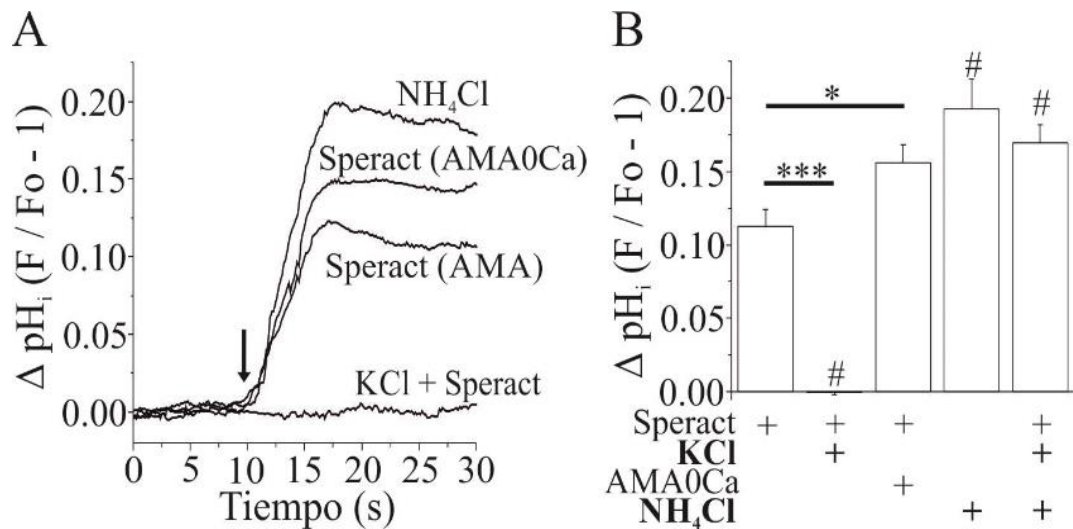 A
Δ pHi (F / Fo - 1)
0.20
0.15
0.10
0.05
0.00
NH4Cl
Speract (AMA0Ca)
Speract (AMA)
KCl + Speract
0 5 10 15 20 25 30
Tiempo (s)
B
Δ pHi (F / Fo - 1)
0.20
0.15
0.10
0.05
0.00
*
***
#
#
#
Speract + + + +
KCl + +
AMA0Ca +
NH4Cl + +